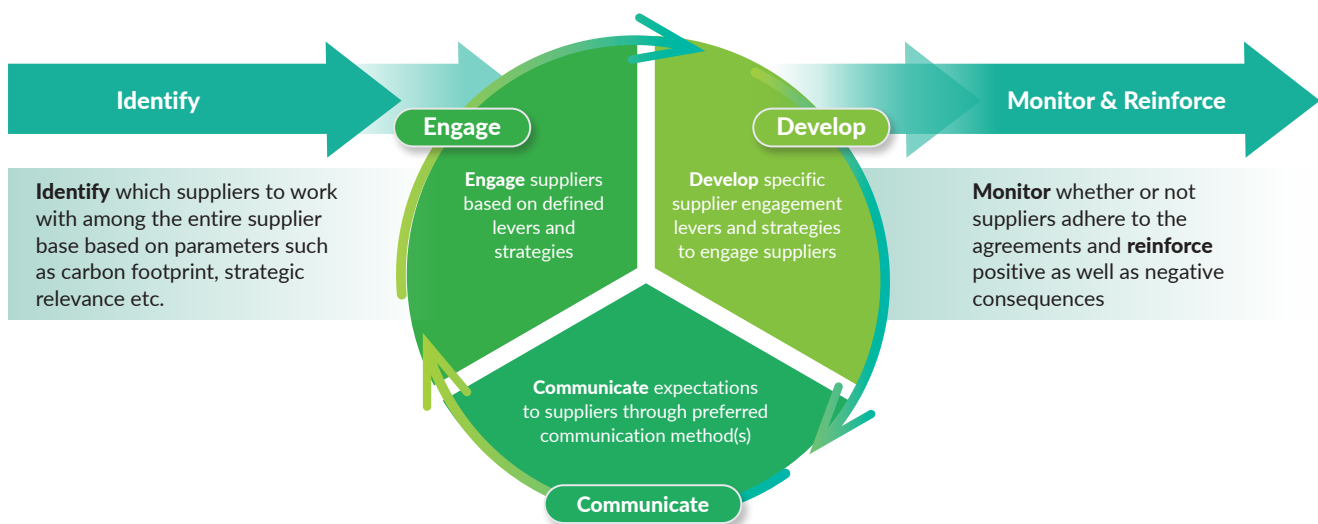 Identify
Engage
Develop
Monitor & Reinforce
Identify which suppliers to work
with among the entire supplier
base based on parameters such
as carbon footprint, strategic
relevance etc.
Engage suppliers
based on defined
levers and
strategies
Develop specific
supplier engagement
levers and strategies
to engage suppliers
Monitor whether or not
suppliers adhere to the
agreements and reinforce
positive as well as negative
consequences
Communicate expectations
to suppliers through preferred
communication method(s)
Communicate